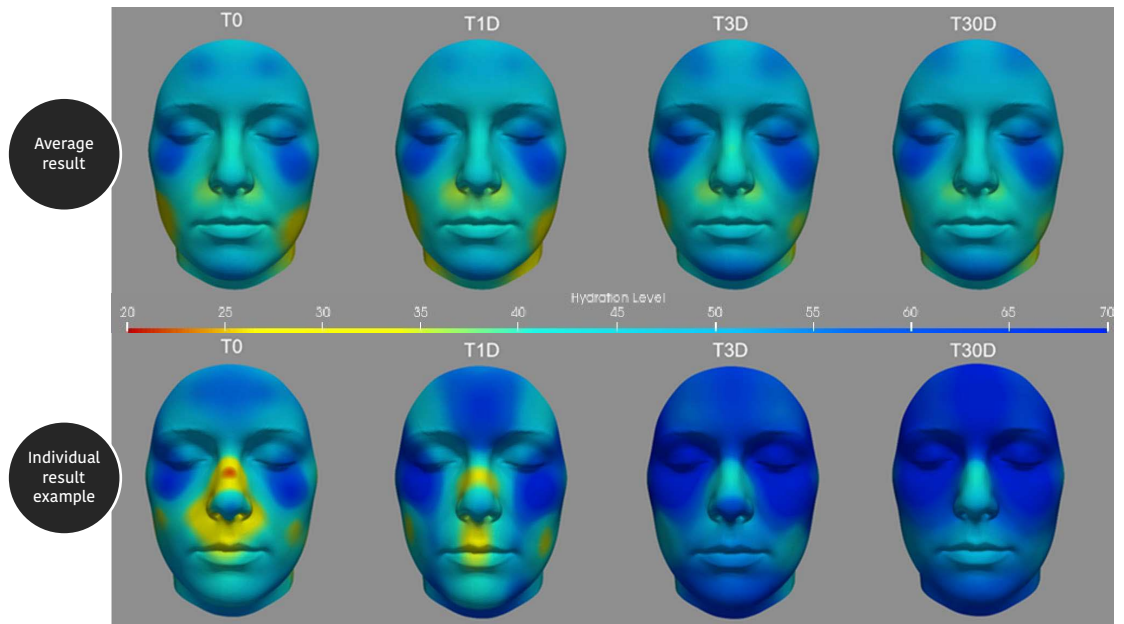 T0 T1D T3D T30D
Average
result
Hydration Level
20 25 30 35 40 45 50 55 60 65 70
T0 T1D T3D T30D
Individual
result
example